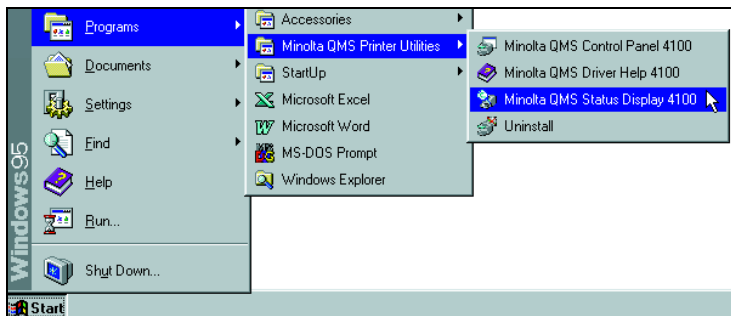 Programs
Documents
Settings
Find
Help
Run...
Shut Down...
Windows95
Start
Accessories
Minolta QMS Printer Utilities
StartUp
Microsoft Excel
Microsoft Word
MS-DOS Prompt
Windows Explorer
Minolta QMS Control Panel 4100
Minolta QMS Driver Help 4100
Minolta QMS Status Display 4100
Uninstall